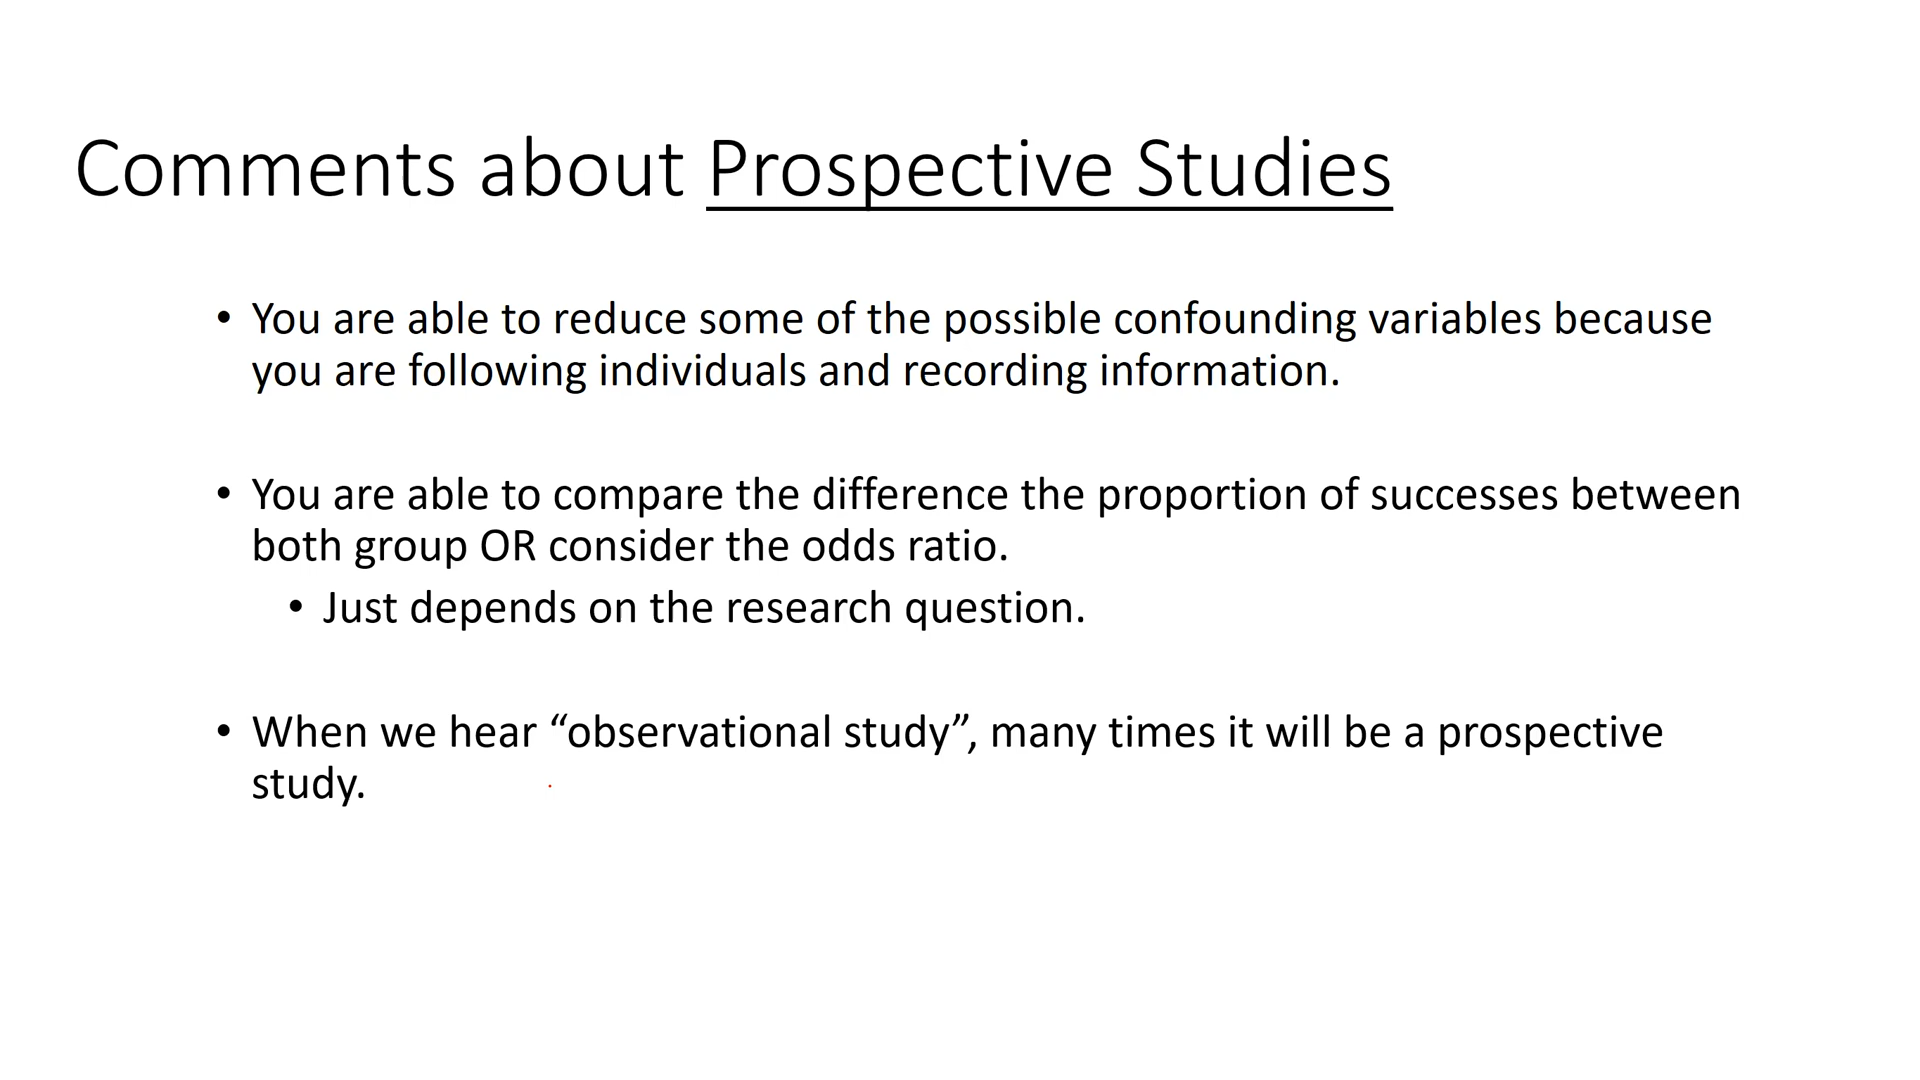 Comments about Prospective Studies
• You are able to reduce some of the possible confounding variables because
you are following individuals and recording information.
• You are able to compare the difference the proportion of successes between
both group OR consider the odds ratio.
• Just depends on the research question.
• When we hear “observational study”, many times it will be a prospective
study.